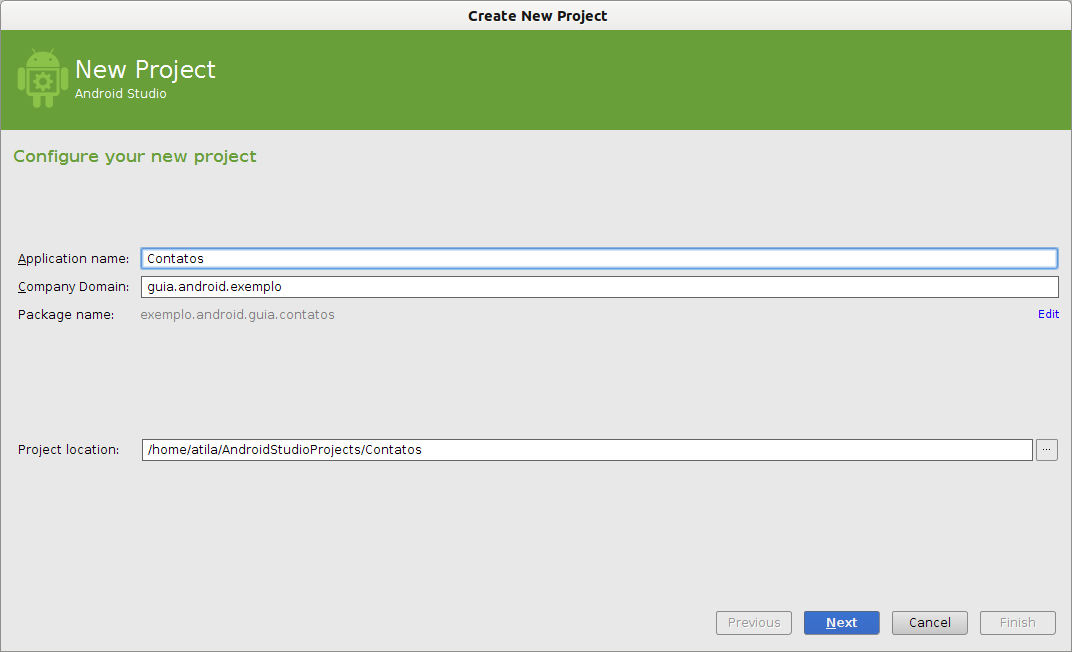 Create New Project
New Project
Android Studio
Configure your new project
Application name: Contatos
Company Domain: guia.android.exemplo
Package name: exemplo.android.guia.contatos Edit
Project location: /home/atila/AndroidStudioProjects/Contatos ...
Previous Next Cancel Finish